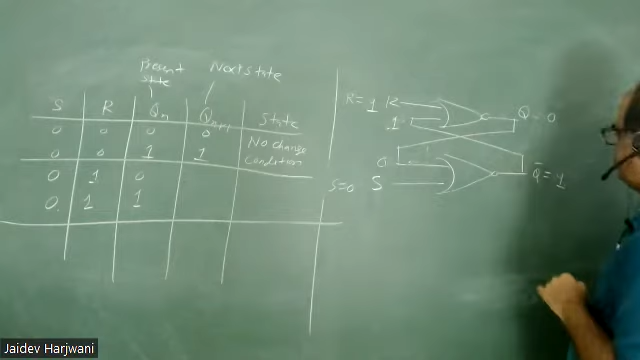 Present Next state
state
S R Qn Qn+1 State
0 0 0 0 No change
0 0 1 1 Condition
0 1 0
0. 1 1
R=1 R
1
Q=0
0
S=0 S
Q̄=1
Jaidev Harjwani